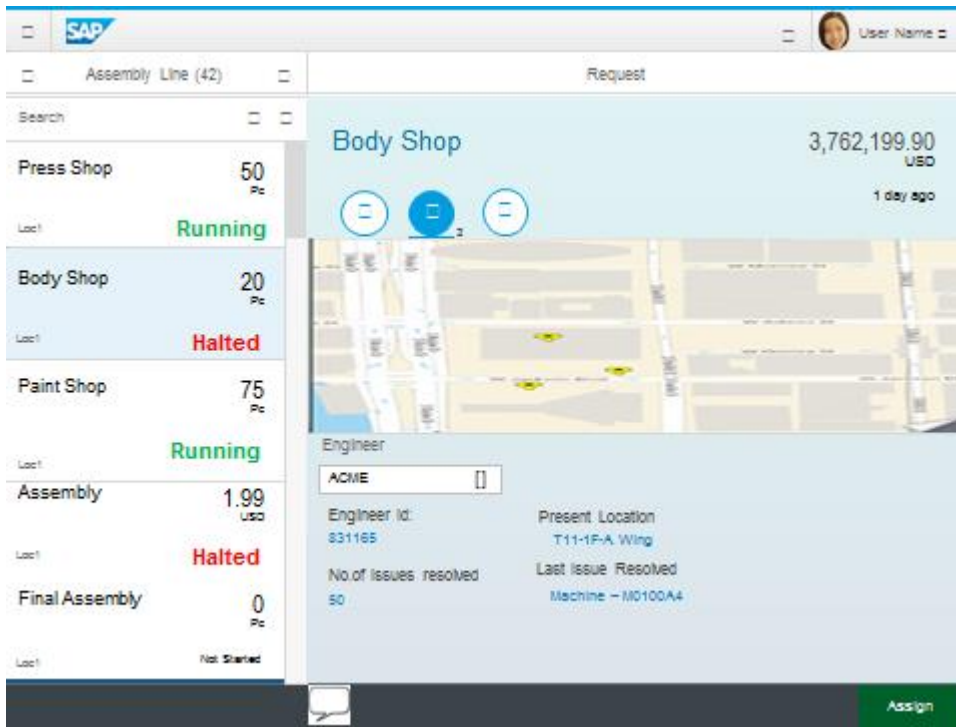 SAP
User Name
Assembly Line (42)
Request
Search
Press Shop
50
Pc
Loc1
Running
Body Shop
20
Pc
Loc1
Halted
Paint Shop
75
Pc
Loc1
Running
Assembly
1.99
USD
Loc1
Halted
Final Assembly
0
Pc
Loc1
Not Started
Body Shop
3,762,199.90
USD
1 day ago
2
Engineer
ACME
Engineer Id:
831165
Present Location
T11-1F-A Wing
No.of Issues resolved
50
Last Issue Resolved
Machine – M0100A4
Assign